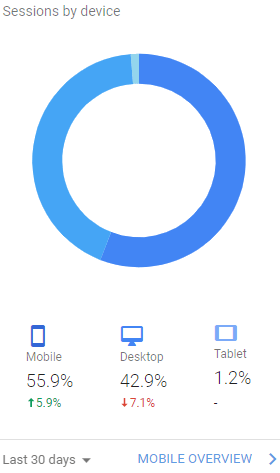 Sessions by device
Mobile Desktop Tablet
55.9% 42.9% 1.2%
↑5.9% ↓7.1% -
Last 30 days MOBILE OVERVIEW